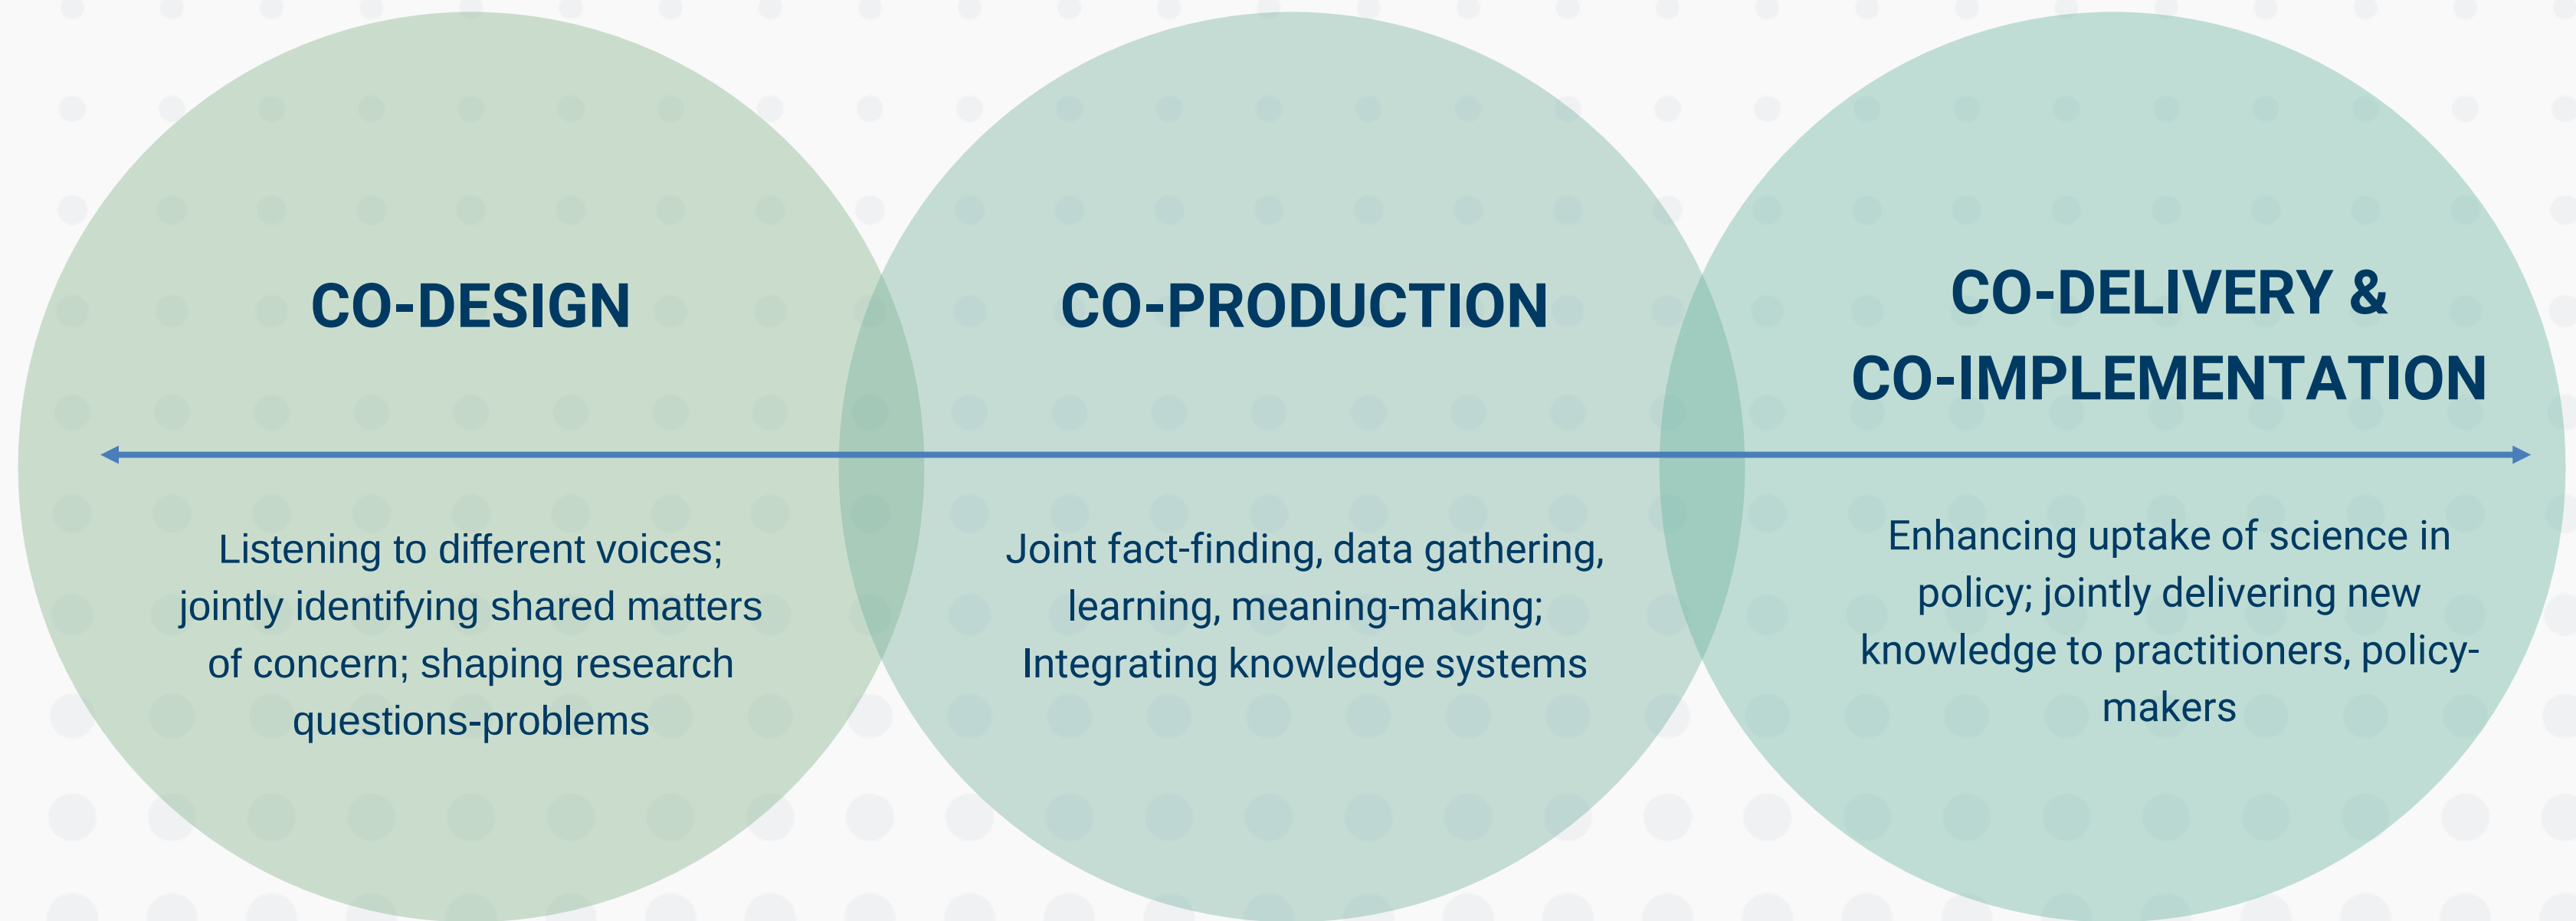 CO-DESIGN
Listening to different voices;
jointly identifying shared matters
of concern; shaping research
questions-problems
CO-PRODUCTION
Joint fact-finding, data gathering,
learning, meaning-making;
Integrating knowledge systems
CO-DELIVERY &
CO-IMPLEMENTATION
Enhancing uptake of science in
policy; jointly delivering new
knowledge to practitioners, policy-
makers